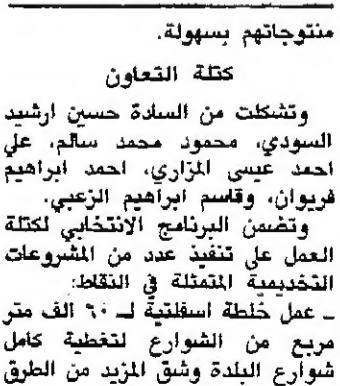 منتوجاتهم بسهولة.
كتلة التعاون
وتشكلت من السادة حسين ارشيد
السودي، محمود محمد سالم، علي
احمد عيسى المزاري، احمد ابراهيم
فريوان، وقاسم ابراهيم الزعبي.
وتضمن البرنامج الانتخابي لكتلة
العمل على تنفيذ عدد من المشروعات
التخديمية المتمثلة في النقاط:
ـ عمل خلطة اسفلتية لــ ٦٠ الف متر
مربع من الشوارع لتغطية كامل
شوارع البلدة وشق المزيد من الطرق